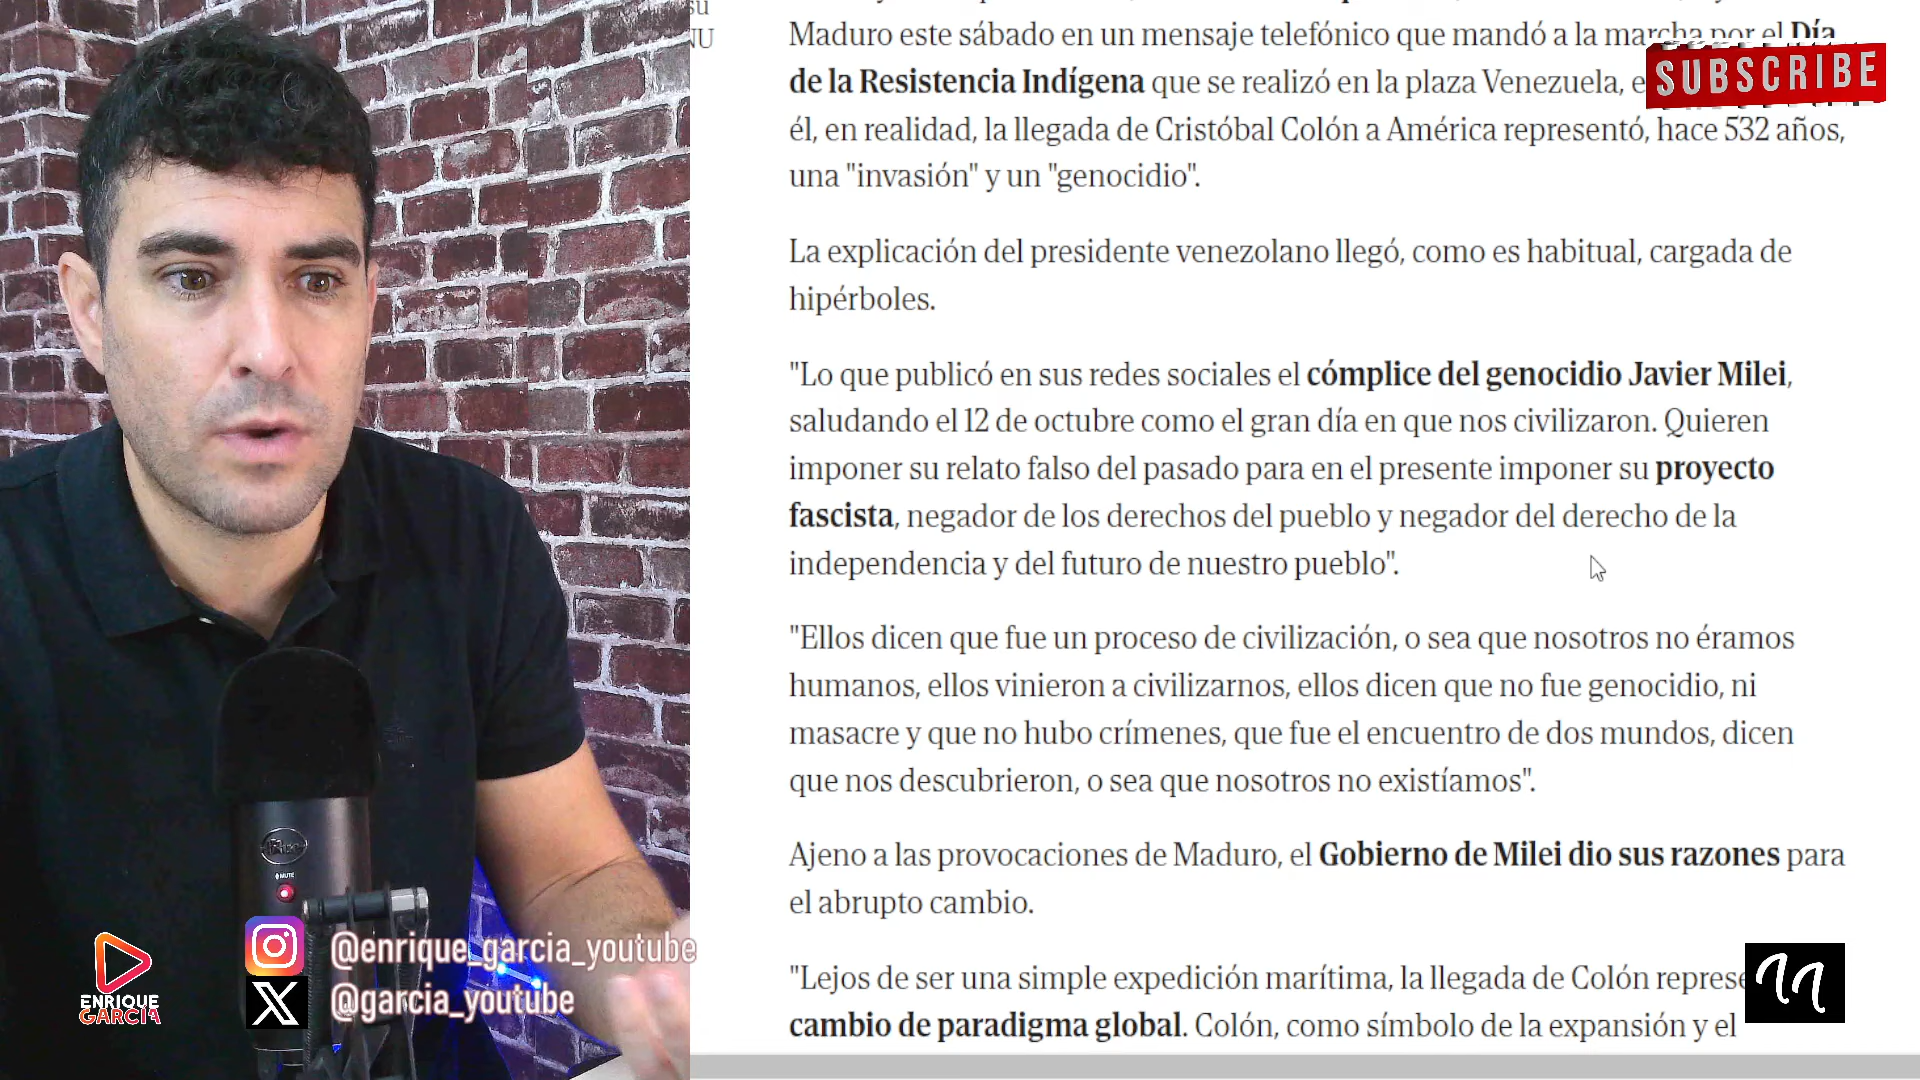 su
NU
Maduro este sábado en un mensaje telefónico que mandó a la marcha por el Día
de la Resistencia Indígena que se realizó en la plaza Venezuela, e
SUBSCRIBE
él, en realidad, la llegada de Cristóbal Colón a América representó, hace 532 años,
una "invasión" y un "genocidio".
La explicación del presidente venezolano llegó, como es habitual, cargada de
hipérboles.
"Lo que publicó en sus redes sociales el cómplice del genocidio Javier Milei,
saludando el 12 de octubre como el gran día en que nos civilizaron. Quieren
imponer su relato falso del pasado para en el presente imponer su proyecto
fascista, negador de los derechos del pueblo y negador del derecho de la
independencia y del futuro de nuestro pueblo".
"Ellos dicen que fue un proceso de civilización, o sea que nosotros no éramos
humanos, ellos vinieron a civilizarnos, ellos dicen que no fue genocidio, ni
masacre y que no hubo crímenes, que fue el encuentro de dos mundos, dicen
que nos descubrieron, o sea que nosotros no existíamos".
Ajeno a las provocaciones de Maduro, el Gobierno de Milei dio sus razones para
el abrupto cambio.
"Lejos de ser una simple expedición marítima, la llegada de Colón represe
cambio de paradigma global. Colón, como símbolo de la expansión y el
MUTE
ENRIQUE
GARCIA
@enrique_garcia_youtube
@garcia_youtube